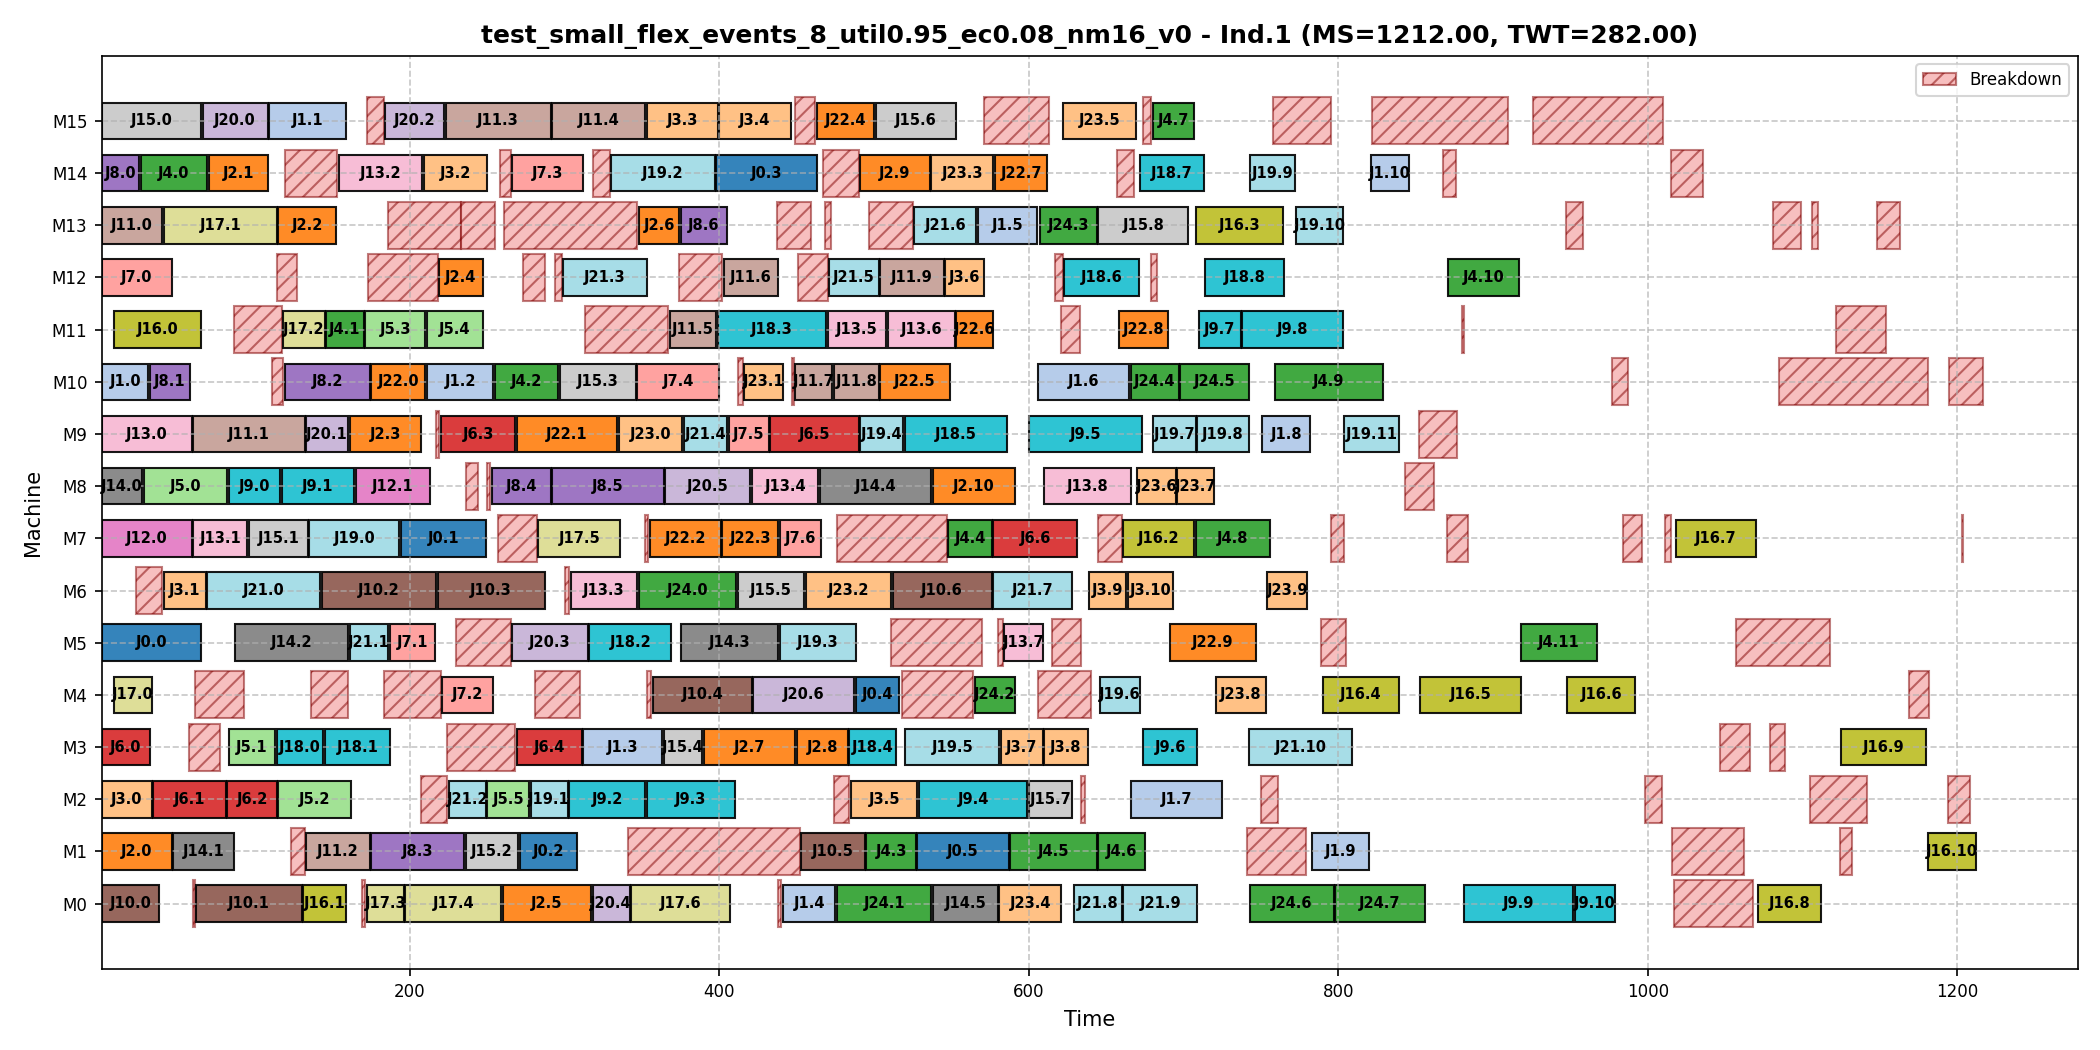 test_small_flex_events_8_util0.95_ec0.08_nm16_v0 - Ind.1 (MS=1212.00, TWT=282.00)
Breakdown
M15 J15.0 J20.0 J1.1 J20.2 J11.3 J11.4 J3.3 J3.4 J22.4 J15.6 J23.5 J4.7
M14 J8.0 J4.0 J2.1 J13.2 J3.2 J7.3 J19.2 J0.3 J2.9 J23.3 J22.7 J18.7 J19.9 J1.10
M13 J11.0 J17.1 J2.2 J2.6 J8.6 J21.6 J1.5 J24.3 J15.8 J16.3 J19.10
M12 J7.0 J2.4 J21.3 J11.6 J21.5 J11.9 J3.6 J18.6 J18.8 J4.10
M11 J16.0 J17.2 J4.1 J5.3 J5.4 J11.5 J18.3 J13.5 J13.6 J22.6 J22.8 J9.7 J9.8
M10 J1.0 J8.1 J8.2 J22.0 J1.2 J4.2 J15.3 J7.4 J23.1 J11.7 J11.8 J22.5 J1.6 J24.4 J24.5 J4.9
M9 J13.0 J11.1 J20.1 J2.3 J6.3 J22.1 J23.0 J21.4 J7.5 J6.5 J19.4 J18.5 J9.5 J19.7 J19.8 J1.8 J19.11
M8 J14.0 J5.0 J9.0 J9.1 J12.1 J8.4 J8.5 J20.5 J13.4 J14.4 J2.10 J13.8 J23.6 J23.7
M7 J12.0 J13.1 J15.1 J19.0 J0.1 J17.5 J22.2 J22.3 J7.6 J4.4 J6.6 J16.2 J4.8 J16.7
M6 J3.1 J21.0 J10.2 J10.3 J13.3 J24.0 J15.5 J23.2 J10.6 J21.7 J3.9 J3.10 J23.9
M5 J0.0 J14.2 J21.1 J7.1 J20.3 J18.2 J14.3 J19.3 J13.7 J22.9 J4.11
M4 J17.0 J7.2 J10.4 J20.6 J0.4 J24.2 J19.6 J23.8 J16.4 J16.5 J16.6
M3 J6.0 J5.1 J18.0 J18.1 J6.4 J1.3 J15.4 J2.7 J2.8 J18.4 J19.5 J3.7 J3.8 J9.6 J21.10 J16.9
M2 J3.0 J6.1 J6.2 J5.2 J21.2 J5.5 J19.1 J9.2 J9.3 J3.5 J9.4 J15.7 J1.7
M1 J2.0 J14.1 J11.2 J8.3 J15.2 J0.2 J10.5 J4.3 J0.5 J4.5 J4.6 J1.9 J16.10
M0 J10.0 J10.1 J16.1 J17.3 J17.4 J2.5 J20.4 J17.6 J1.4 J24.1 J14.5 J23.4 J21.8 J21.9 J24.6 J24.7 J9.9 J9.10 J16.8
200 400 600 800 1000 1200
Time
Machine